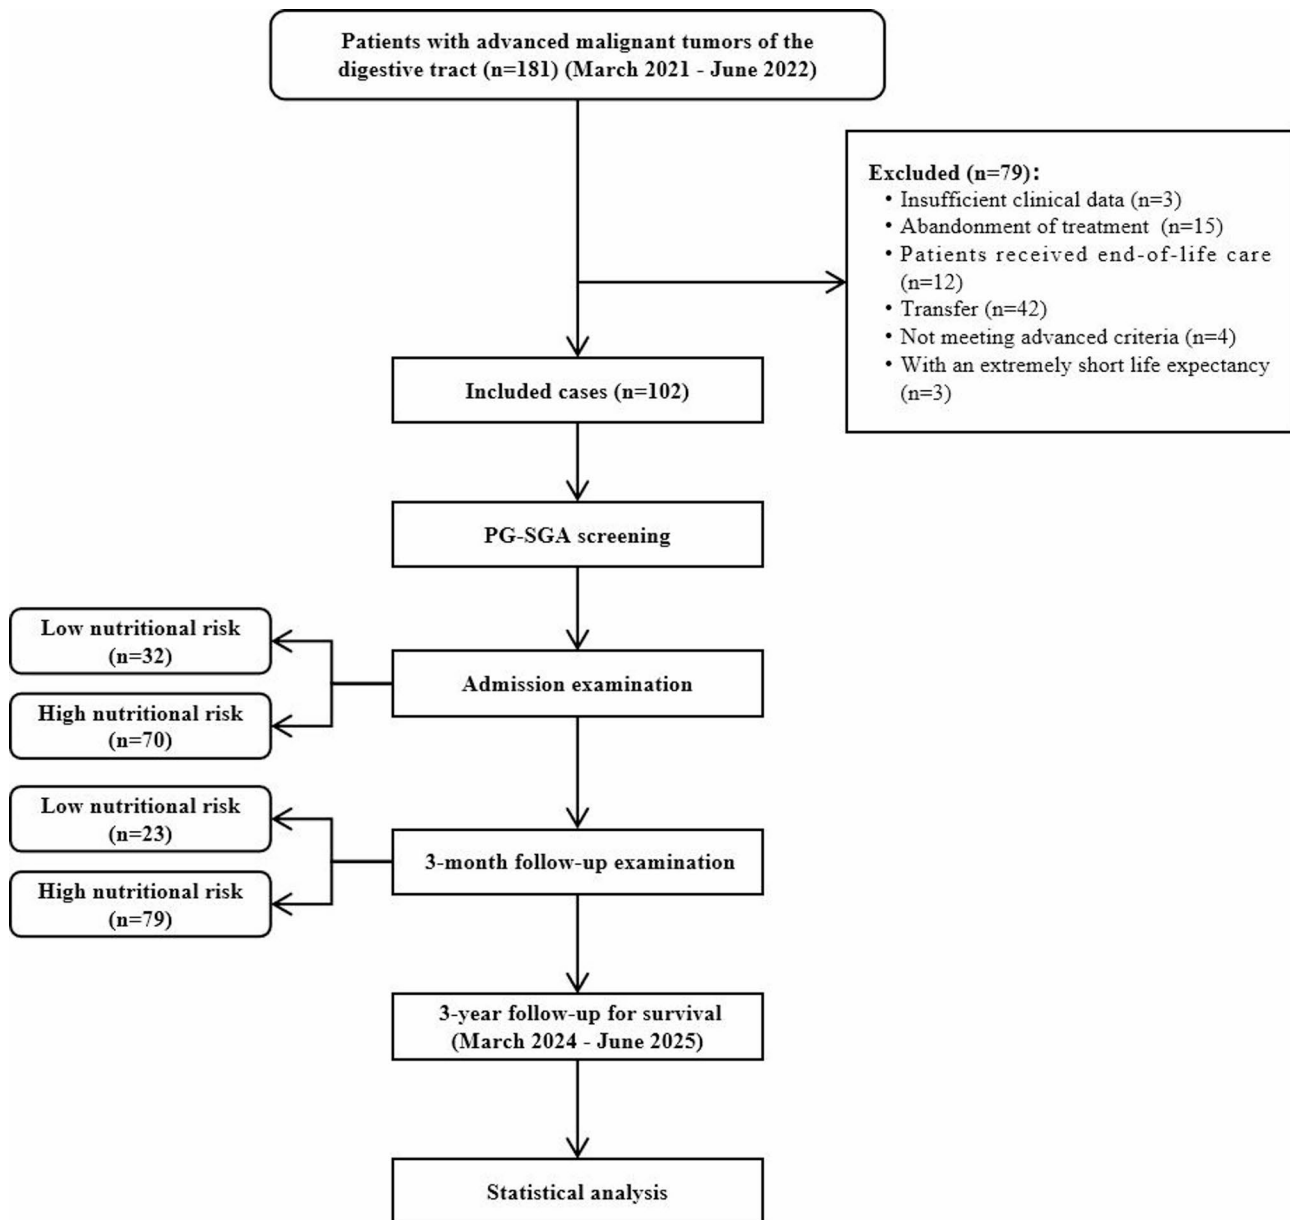 Patients with advanced malignant tumors of the
digestive tract (n=181) (March 2021 - June 2022)
Excluded (n=79):
• Insufficient clinical data (n=3)
• Abandonment of treatment (n=15)
• Patients received end-of-life care
(n=12)
• Transfer (n=42)
• Not meeting advanced criteria (n=4)
• With an extremely short life expectancy
(n=3)
Included cases (n=102)
PG-SGA screening
Low nutritional risk
(n=32)
Admission examination
High nutritional risk
(n=70)
Low nutritional risk
(n=23)
3-month follow-up examination
High nutritional risk
(n=79)
3-year follow-up for survival
(March 2024 - June 2025)
Statistical analysis